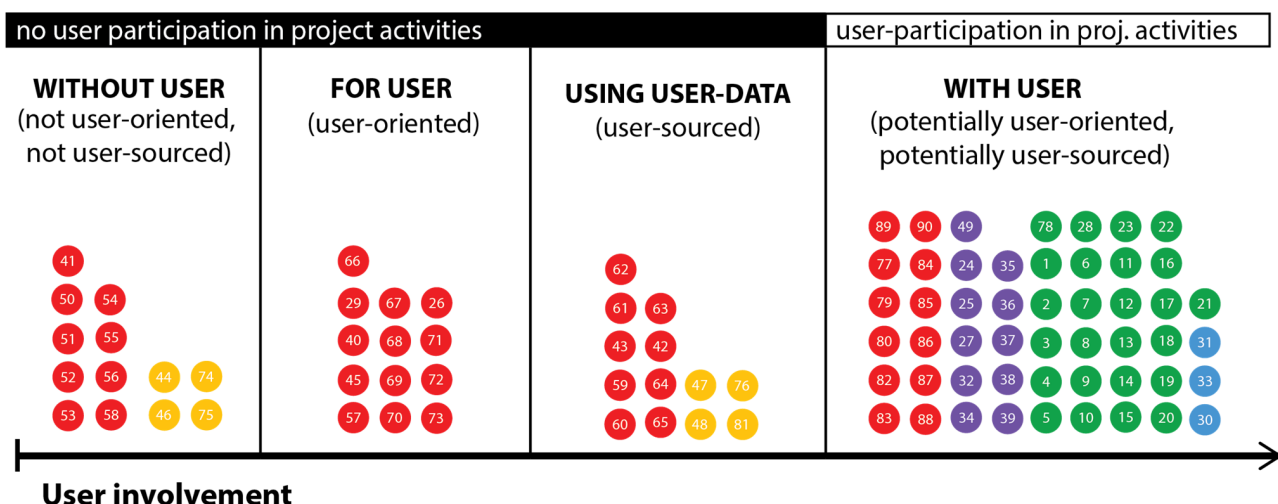 no user participation in project activities
user-participation in proj. activities
WITHOUT USER
(not user-oriented,
not user-sourced)
FOR USER
(user-oriented)
USING USER-DATA
(user-sourced)
WITH USER
(potentially user-oriented,
potentially user-sourced)
41
50 54
51 55
52 56 44 74
53 58 46 75
66
29 67 26
40 68 71
45 69 72
57 70 73
62
61 63
43 42
59 64 47 76
60 65 48 81
89 90 49 78 28 23 22
77 84 24 35 1 6 11 16
79 85 25 36 2 7 12 17 21
80 86 27 37 3 8 13 18 31
82 87 32 38 4 9 14 19 33
83 88 34 39 5 10 15 20 30
User involvement